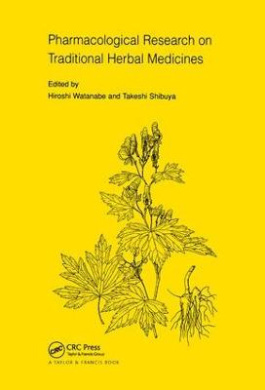 Pharmacological Research on
Traditional Herbal Medicines
Edited by
Hiroshi Watanabe and Takeshi Shibuya
CRC Press
Taylor & Francis Group
A TAYLOR & FRANCIS BOOK